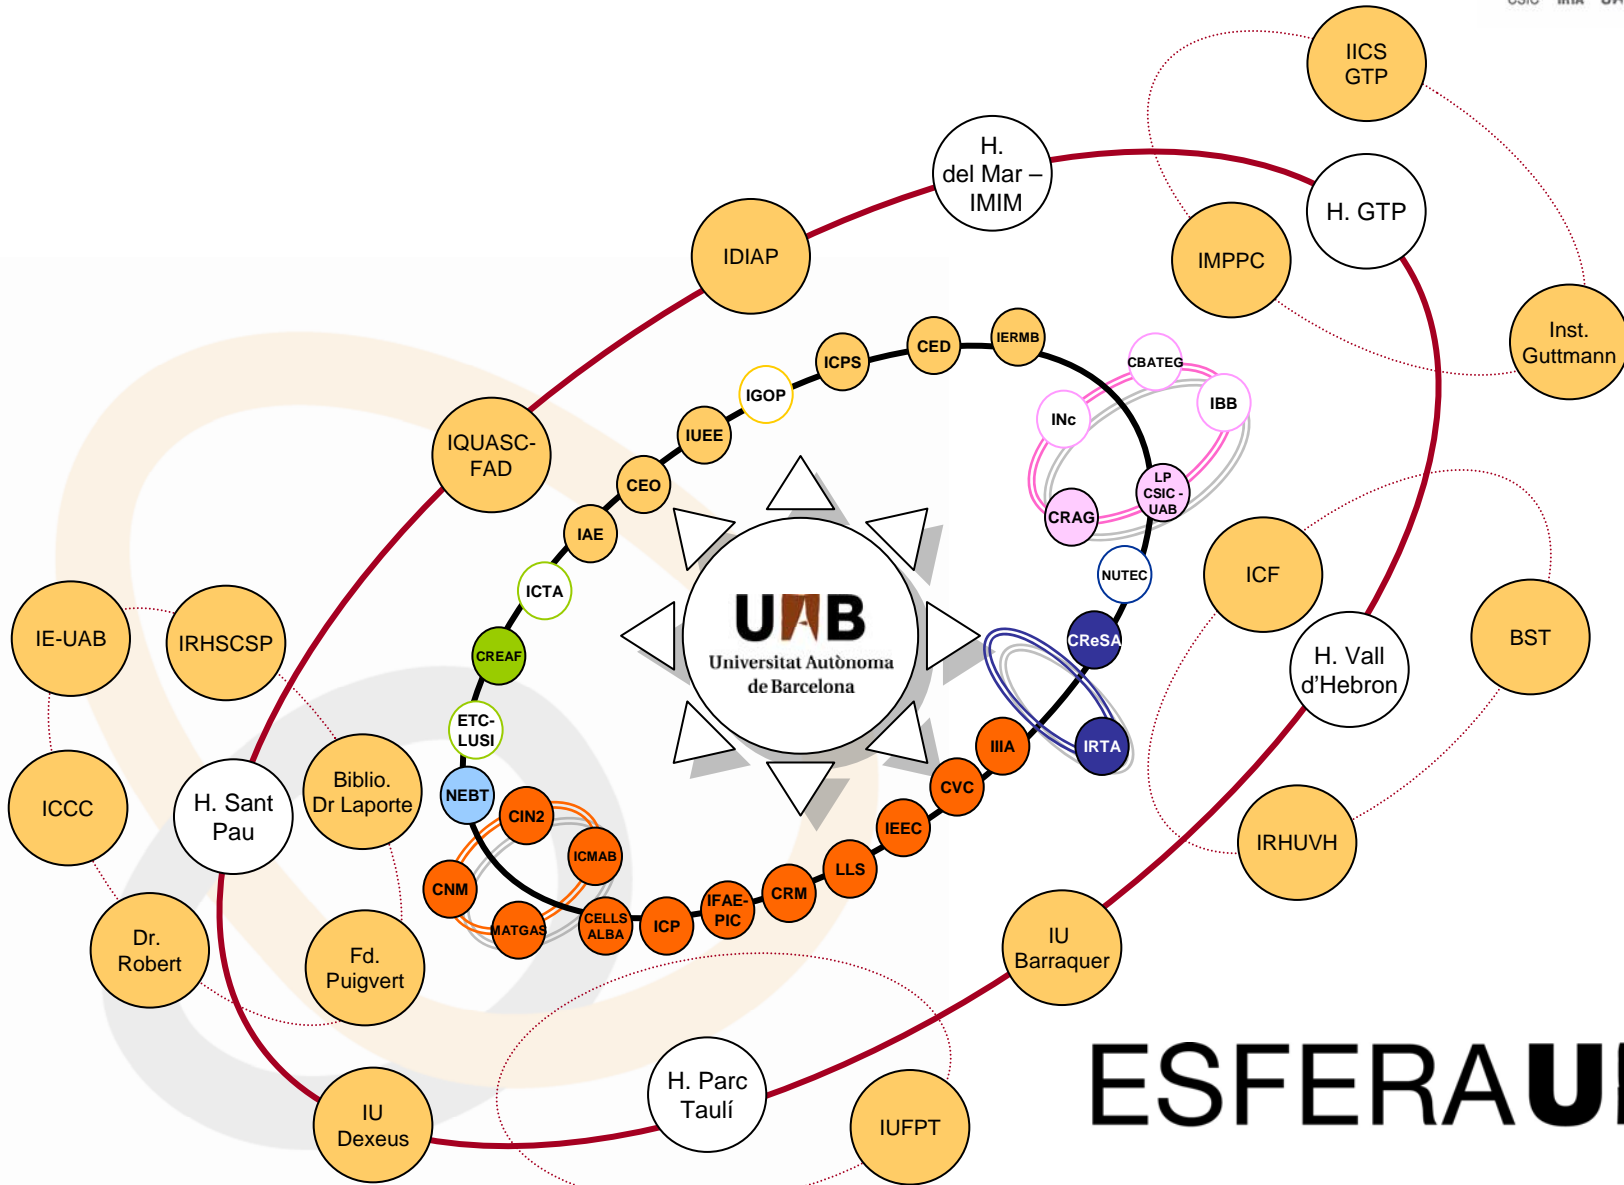 CSIC IRTA
IICS
GTP
H.
del Mar –
IMIM
H. GTP
IDIAP
IMPPC
Inst.
Guttmann
IERMB
CED
ICPS
CBATEG
IGOP
INc
IBB
IUEE
IQUASC-
FAD
CEO
LP
CSIC -
UAB
CRAG
IAE
NUTEC
ICF
ICTA
UAB
Universitat Autònoma
de Barcelona
IE-UAB
IRHSCSP
CREAF
CReSA
BST
H. Vall
d'Hebron
ETC-
LUSI
IIIA
IRTA
Biblio.
Dr Laporte
NEBT
CVC
ICCC
H. Sant
Pau
CIN2
IEEC
IRHUVH
ICMAB
LLS
CNM
CRM
IFAE-
PIC
MATGAS
CELLS
ALBA
ICP
IU
Barraquer
Dr.
Robert
Fd.
Puigvert
H. Parc
Taulí
IU
Dexeus
IUFPT
ESFERAU